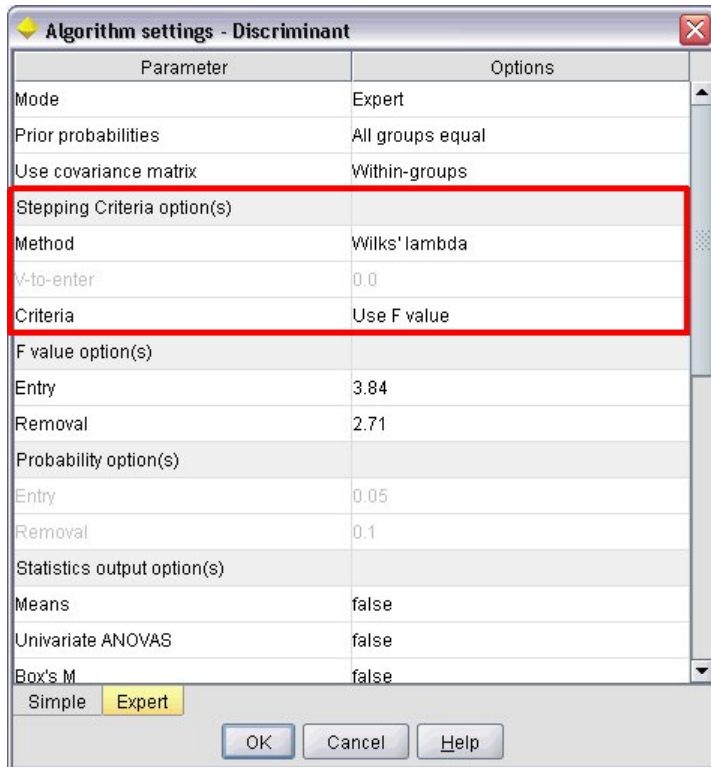 Algorithm settings - Discriminant
Parameter Options
Mode Expert
Prior probabilities All groups equal
Use covariance matrix Within-groups
Stepping Criteria option(s)
Method Wilks' lambda
V-to-enter 0.0
Criteria Use F value
F value option(s)
Entry 3.84
Removal 2.71
Probability option(s)
Entry 0.05
Removal 0.1
Statistics output option(s)
Means false
Univariate ANOVAS false
Box's M false
Simple Expert
OK Cancel Help